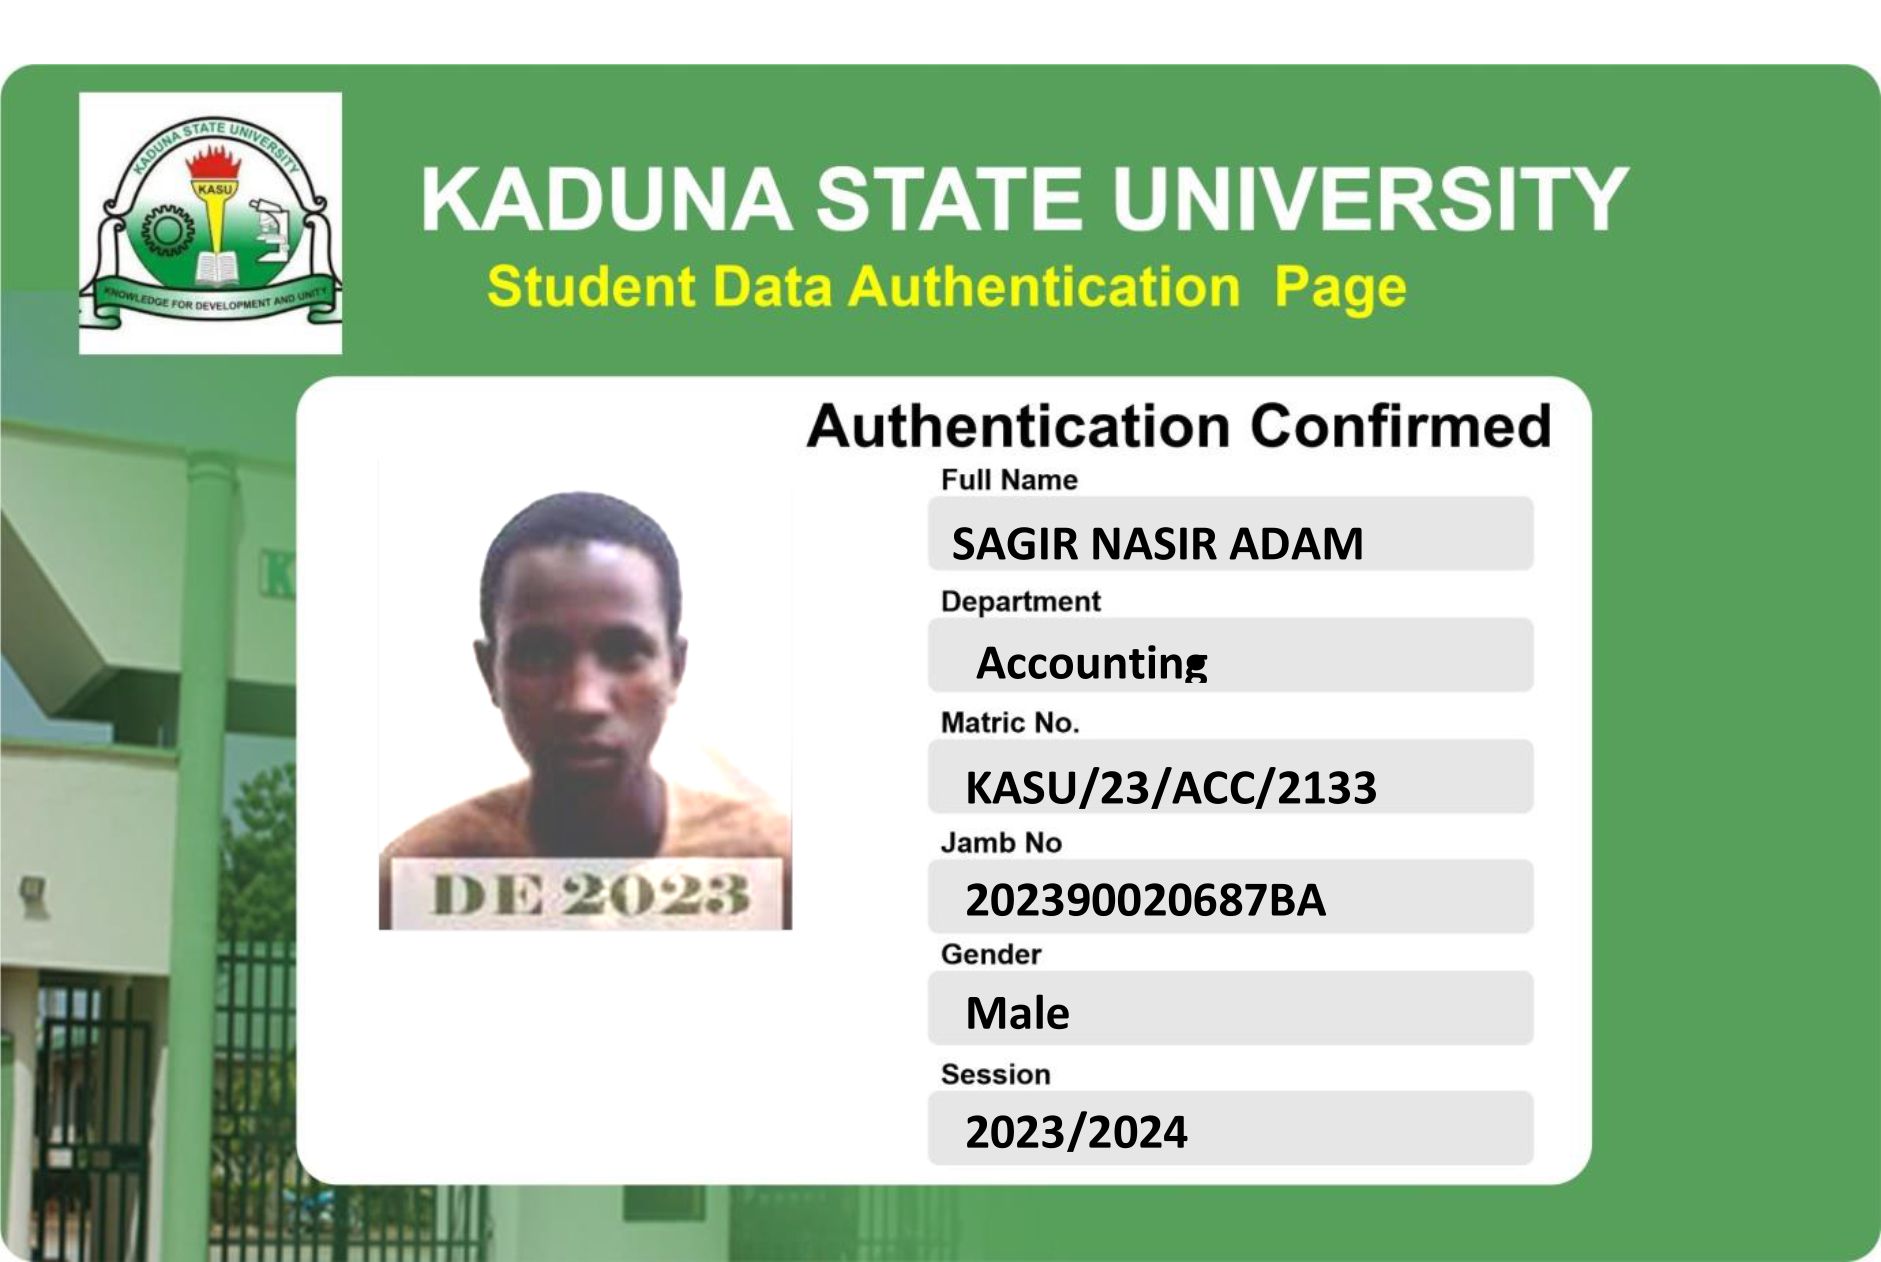 KADUNA STATE UNIVERSITY
KASU
KNOWLEDGE FOR DEVELOPMENT AND UNITY
KADUNA STATE UNIVERSITY
Student Data Authentication Page
Authentication Confirmed
Full Name
SAGIR NASIR ADAM
Department
Accounting
Matric No.
KASU/23/ACC/2133
Jamb No
202390020687BA
Gender
Male
Session
2023/2024
DE 2023
K